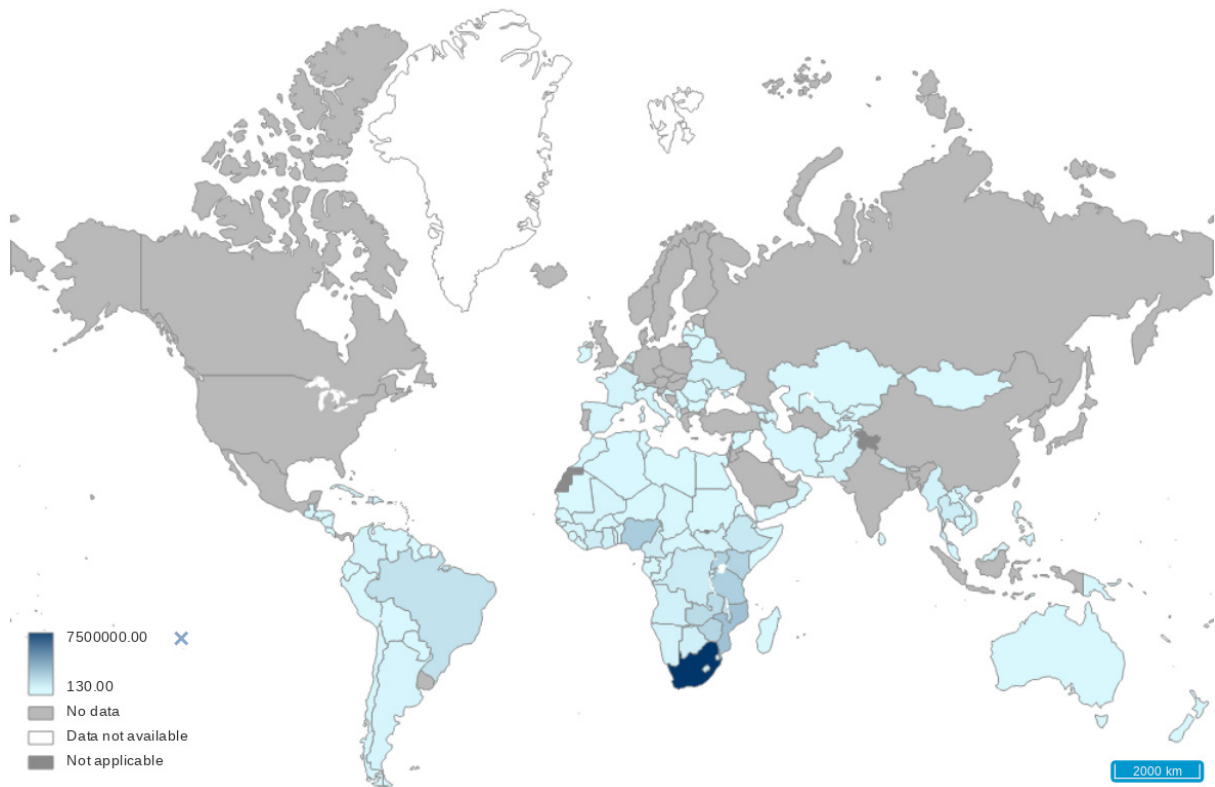 7500000.00
130.00
No data
Data not available
Not applicable
2000 km